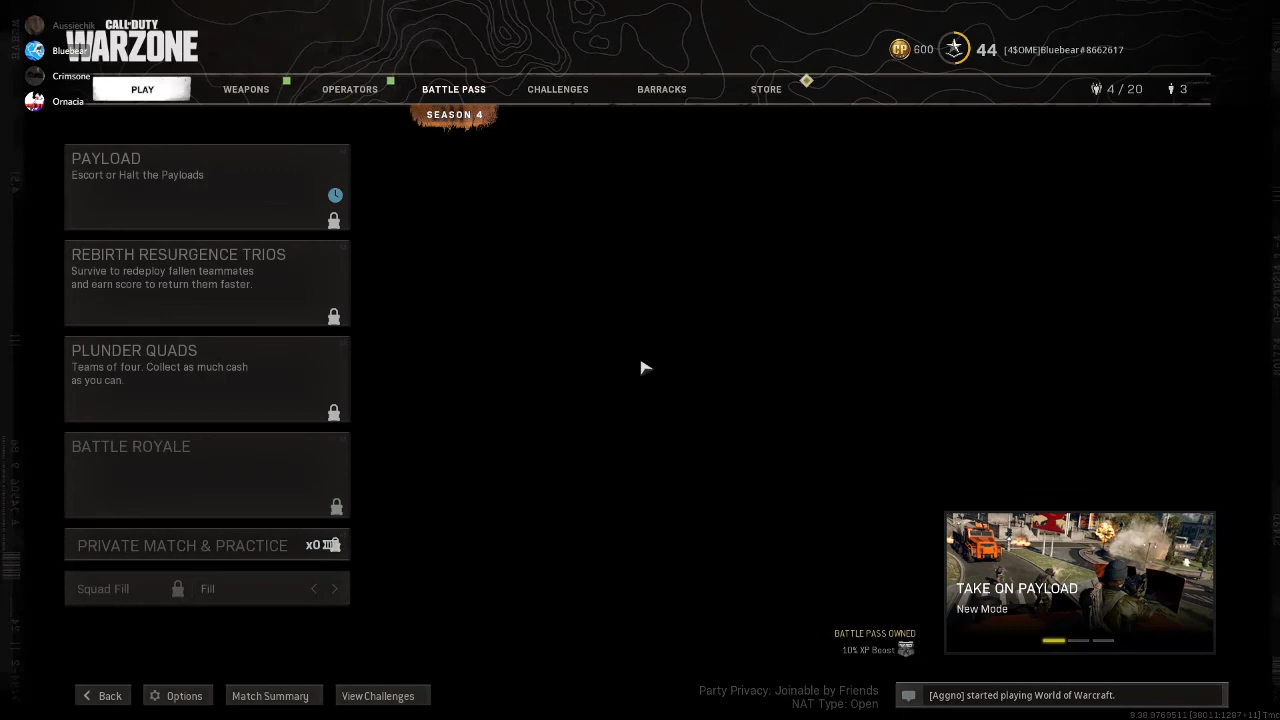 Aussiechik
Bluebear
Crimsone
Ornacia
CALL OF DUTY
WARZONE
CP 600
44
[4$OME]Bluebear#8662617
PLAY
WEAPONS
OPERATORS
BATTLE PASS
CHALLENGES
BARRACKS
STORE
4 / 20
3
SEASON 4
PAYLOAD
Escort or Halt the Payloads
REBIRTH RESURGENCE TRIOS
Survive to redeploy fallen teammates
and earn score to return them faster.
PLUNDER QUADS
Teams of four. Collect as much cash
as you can.
BATTLE ROYALE
PRIVATE MATCH & PRACTICE x0
Squad Fill Fill
TAKE ON PAYLOAD
New Mode
BATTLE PASS OWNED
10% XP Boost
Back
Options
Match Summary
View Challenges
Party Privacy: Joinable by Friends
NAT Type: Open
[Aggno] started playing World of Warcraft.